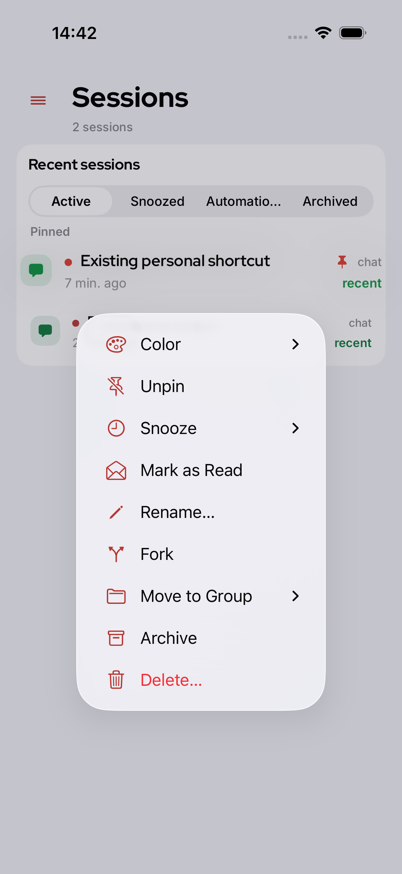 14:42
Sessions
2 sessions
Recent sessions
Active Snoozed Automatio... Archived
Pinned
Existing personal shortcut
chat
7 min. ago
recent
chat
recent
Color
Unpin
Snooze
Mark as Read
Rename...
Fork
Move to Group
Archive
Delete...